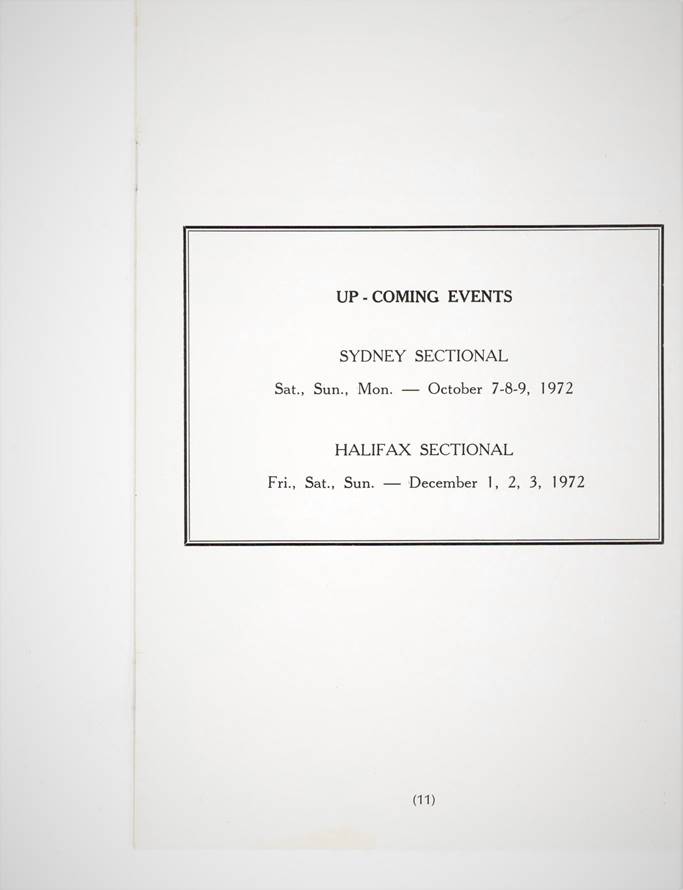 UP - COMING EVENTS
SYDNEY SECTIONAL
Sat., Sun., Mon. — October 7-8-9, 1972
HALIFAX SECTIONAL
Fri., Sat., Sun. — December 1, 2, 3, 1972
(11)